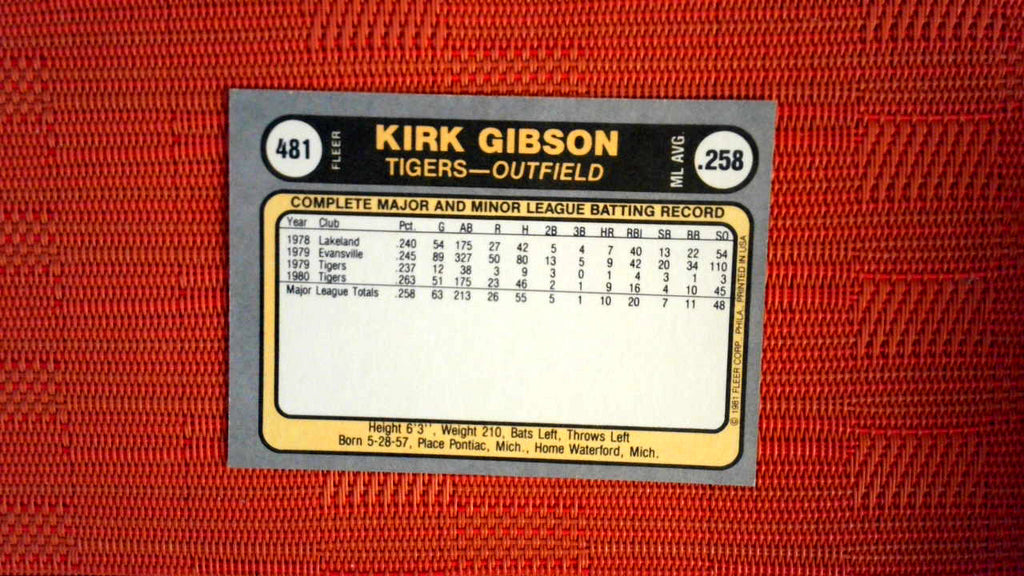 481 FLEER KIRK GIBSON ML AVG. .258
TIGERS—OUTFIELD
COMPLETE MAJOR AND MINOR LEAGUE BATTING RECORD
Year Club Pct. G AB R H 2B 3B HR RBI SB BB SO
1978 Lakeland .240 54 175 27 42 5 4 7 40 13 22 54
1979 Evansville .245 89 327 50 80 13 5 9 42 20 34 110
1979 Tigers .237 12 38 3 9 3 0 1 4 3 1 3
1980 Tigers .263 51 175 23 46 2 1 9 16 4 10 45
Major League Totals .258 63 213 26 55 5 1 10 20 7 11 48
Height 6'3", Weight 210, Bats Left, Throws Left
Born 5-28-57, Place Pontiac, Mich., Home Waterford, Mich.
© 1981 FLEER CORP. PHILA. PRINTED IN USA